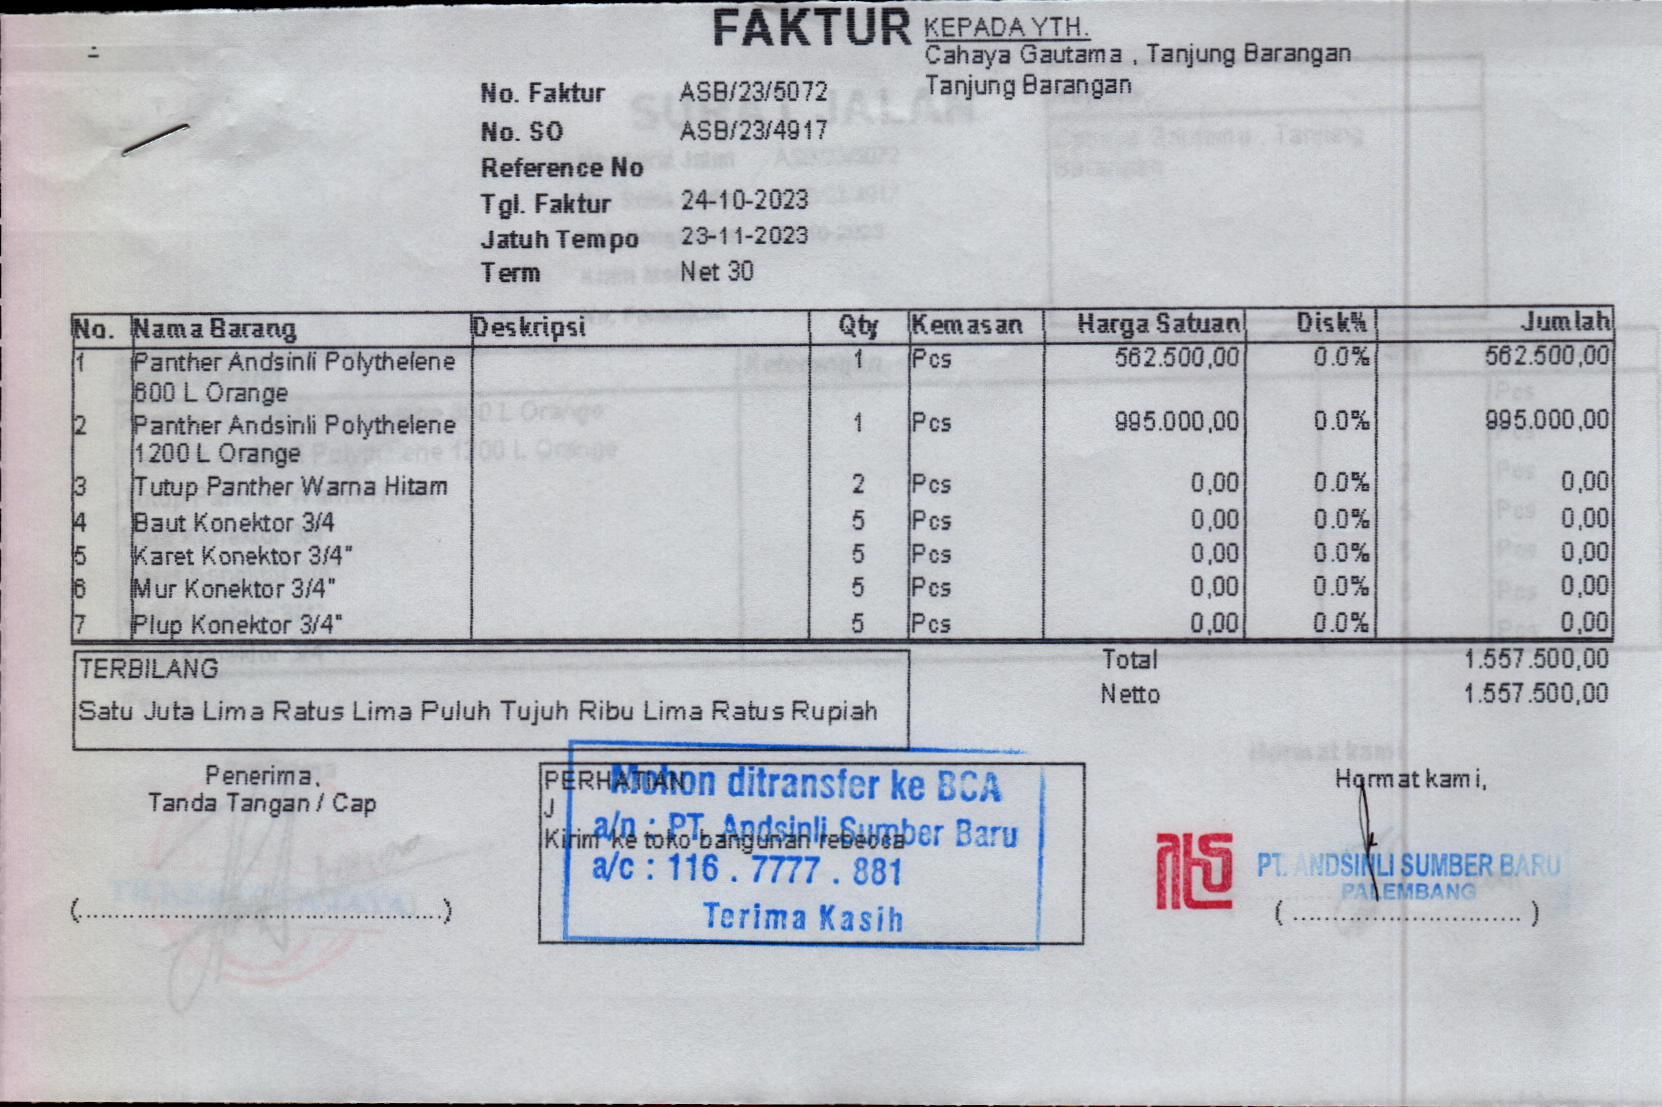 FAKTUR
KEPADA YTH.
Cahaya Gautama , Tanjung Barangan
Tanjung Barangan
No. Faktur ASB/23/5072
No. SO ASB/23/4917
Reference No
Tgl. Faktur 24-10-2023
Jatuh Tempo 23-11-2023
Term Net 30
No. Nama Barang Deskripsi Qty Kemasan Harga Satuan Disk% Jumlah
1 Panther Andsinli Polythelene 1 Pcs 562.500,00 0.0% 562.500,00
600 L Orange
2 Panther Andsinli Polythelene 1 Pcs 995.000,00 0.0% 995.000,00
1200 L Orange
3 Tutup Panther Warna Hitam 2 Pcs 0,00 0.0% 0,00
4 Baut Konektor 3/4 5 Pcs 0,00 0.0% 0,00
5 Karet Konektor 3/4" 5 Pcs 0,00 0.0% 0,00
6 Mur Konektor 3/4" 5 Pcs 0,00 0.0% 0,00
7 Plup Konektor 3/4" 5 Pcs 0,00 0.0% 0,00
TERBILANG
Satu Juta Lima Ratus Lima Puluh Tujuh Ribu Lima Ratus Rupiah
Total 1.557.500,00
Netto 1.557.500,00
Penerima,
Tanda Tangan / Cap
(..................................................)
PERHATIAN
J
Kirim ke toko bangunan rebecca
Mohon ditransfer ke BCA
a/n : PT. Andsinli Sumber Baru
a/c : 116 . 7777 . 881
Terima Kasih
Hormat kami,
PT. ANDSINLI SUMBER BARU
PALEMBANG
( ................................ )